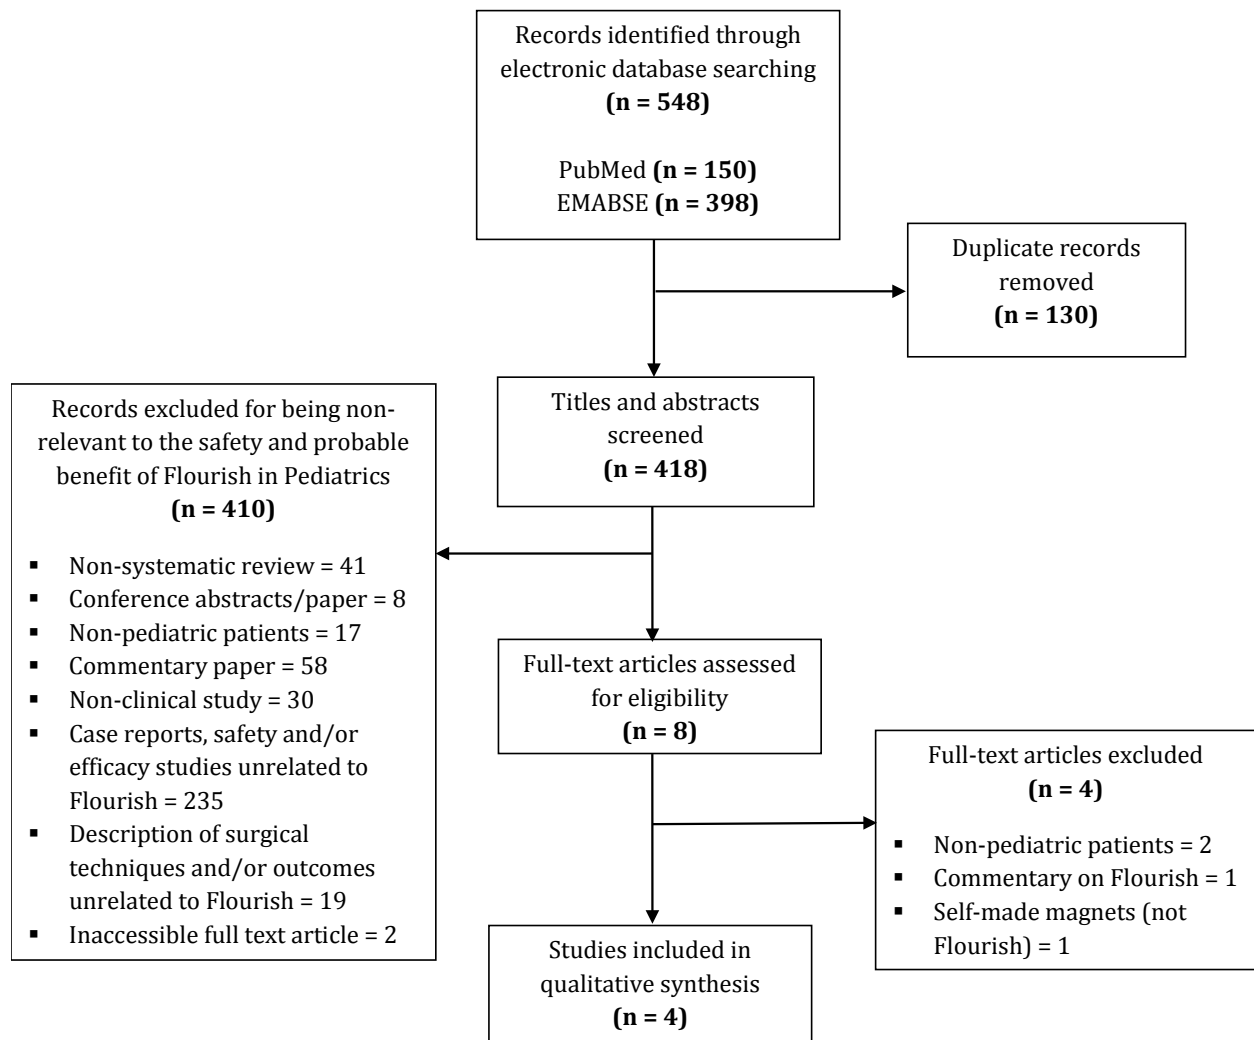 Records identified through
electronic database searching
(n = 548)
PubMed (n = 150)
EMABSE (n = 398)
Duplicate records
removed
(n = 130)
Titles and abstracts
screened
(n = 418)
Records excluded for being non-
relevant to the safety and probable
benefit of Flourish in Pediatrics
(n = 410)
▪ Non-systematic review = 41
▪ Conference abstracts/paper = 8
▪ Non-pediatric patients = 17
▪ Commentary paper = 58
▪ Non-clinical study = 30
▪ Case reports, safety and/or
efficacy studies unrelated to
Flourish = 235
▪ Description of surgical
techniques and/or outcomes
unrelated to Flourish = 19
▪ Inaccessible full text article = 2
Full-text articles assessed
for eligibility
(n = 8)
Full-text articles excluded
(n = 4)
▪ Non-pediatric patients = 2
▪ Commentary on Flourish = 1
▪ Self-made magnets (not
Flourish) = 1
Studies included in
qualitative synthesis
(n = 4)